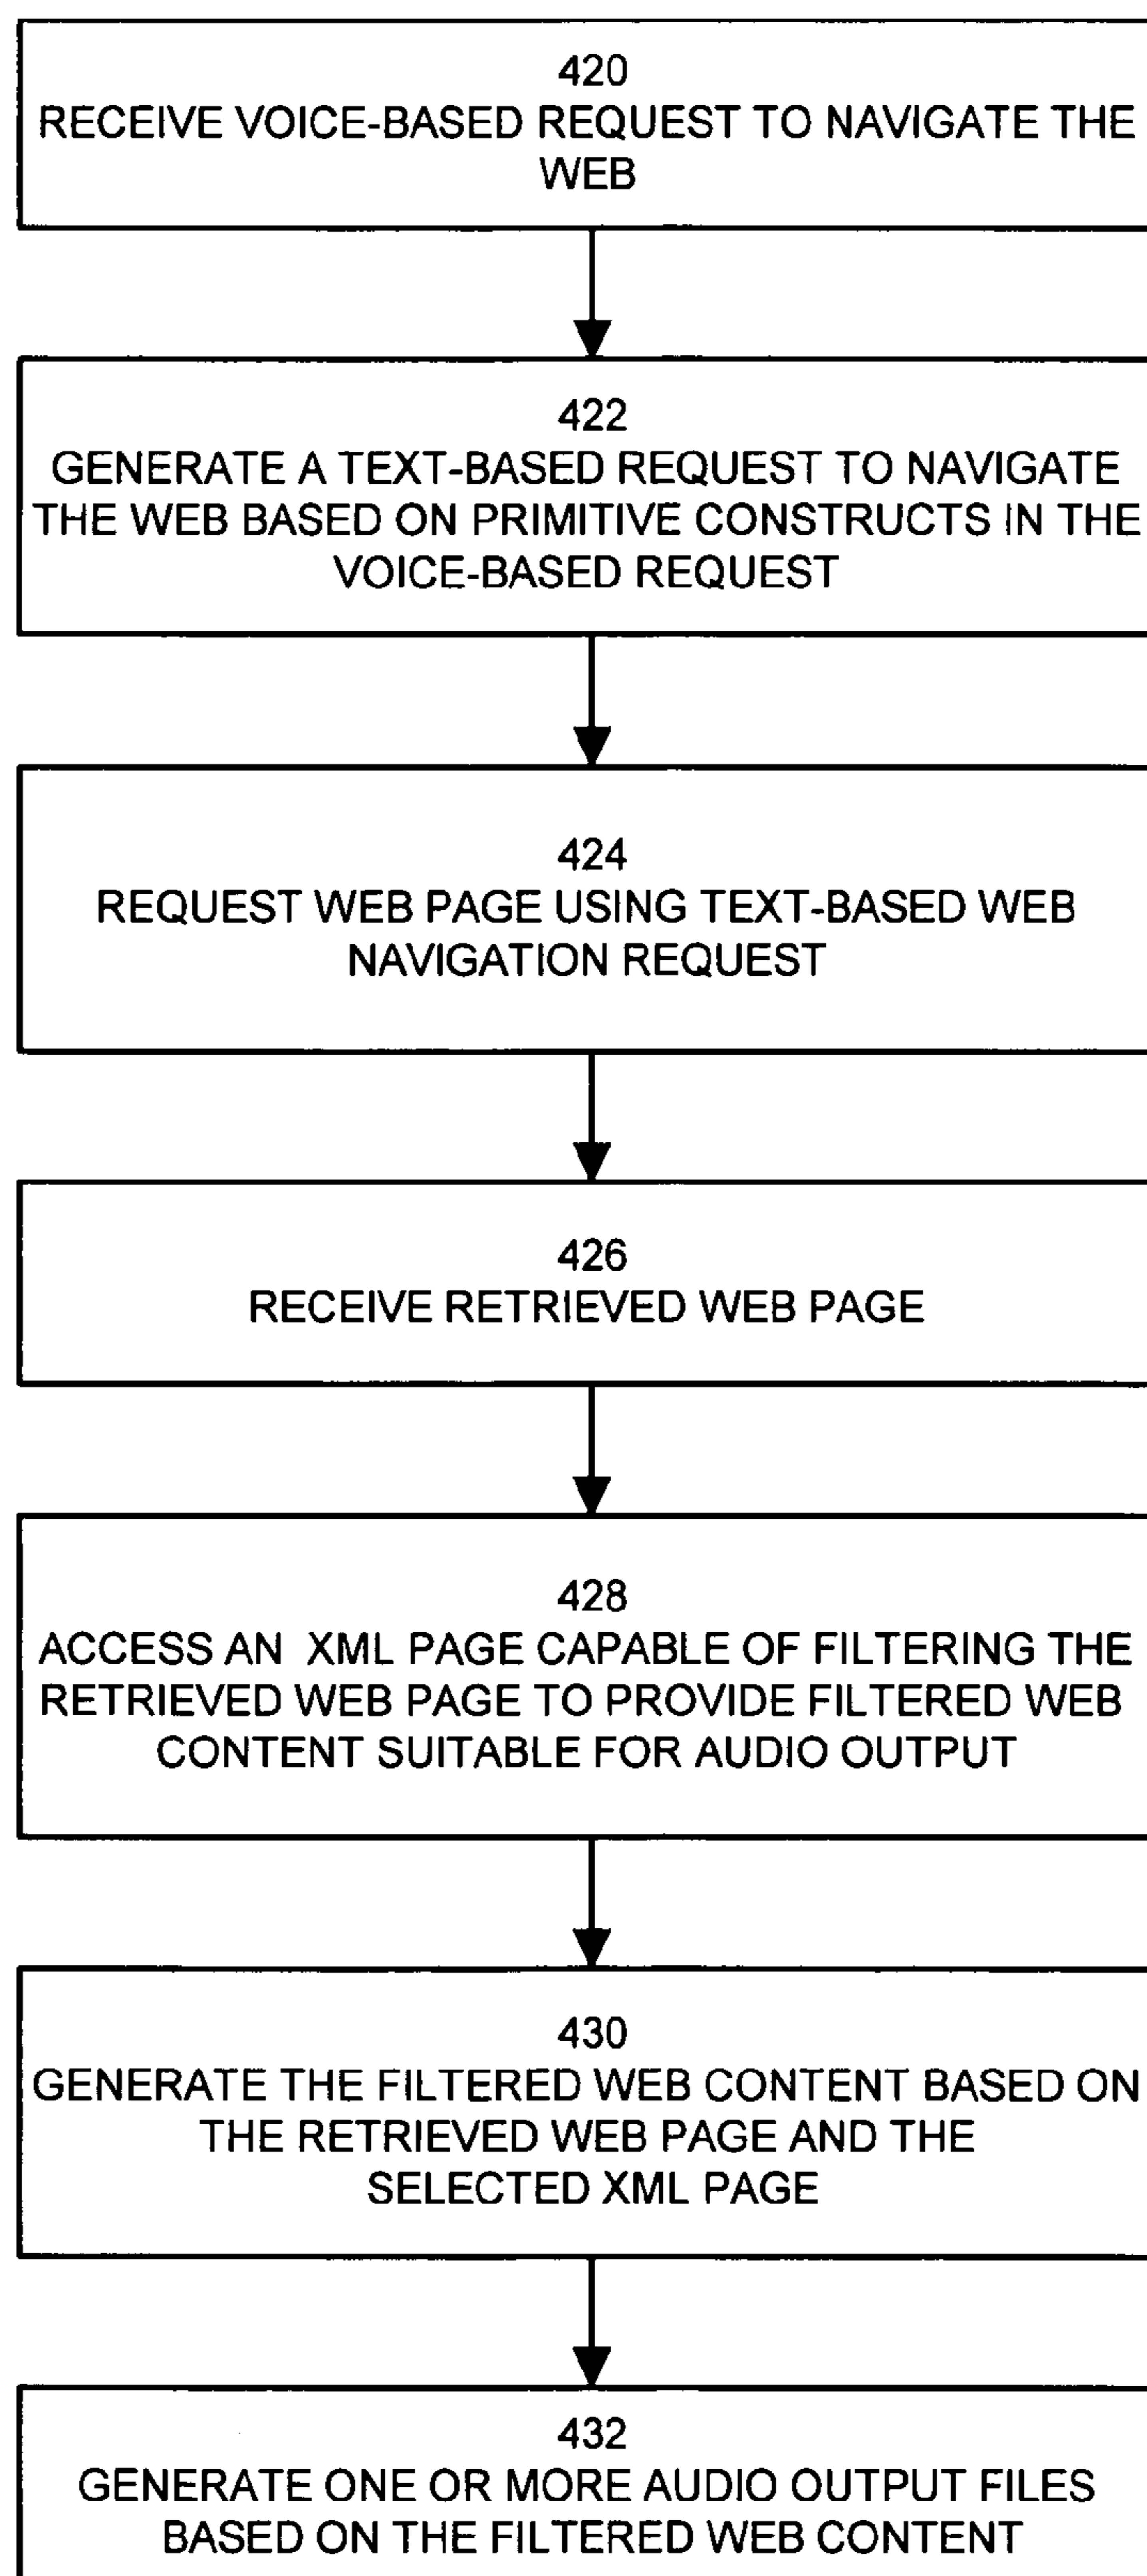 420
RECEIVE VOICE-BASED REQUEST TO NAVIGATE THE
WEB
422
GENERATE A TEXT-BASED REQUEST TO NAVIGATE
THE WEB BASED ON PRIMITIVE CONSTRUCTS IN THE
VOICE-BASED REQUEST
424
REQUEST WEB PAGE USING TEXT-BASED WEB
NAVIGATION REQUEST
426
RECEIVE RETRIEVED WEB PAGE
428
ACCESS AN XML PAGE CAPABLE OF FILTERING THE
RETRIEVED WEB PAGE TO PROVIDE FILTERED WEB
CONTENT SUITABLE FOR AUDIO OUTPUT
430
GENERATE THE FILTERED WEB CONTENT BASED ON
THE RETRIEVED WEB PAGE AND THE
SELECTED XML PAGE
432
GENERATE ONE OR MORE AUDIO OUTPUT FILES
BASED ON THE FILTERED WEB CONTENT